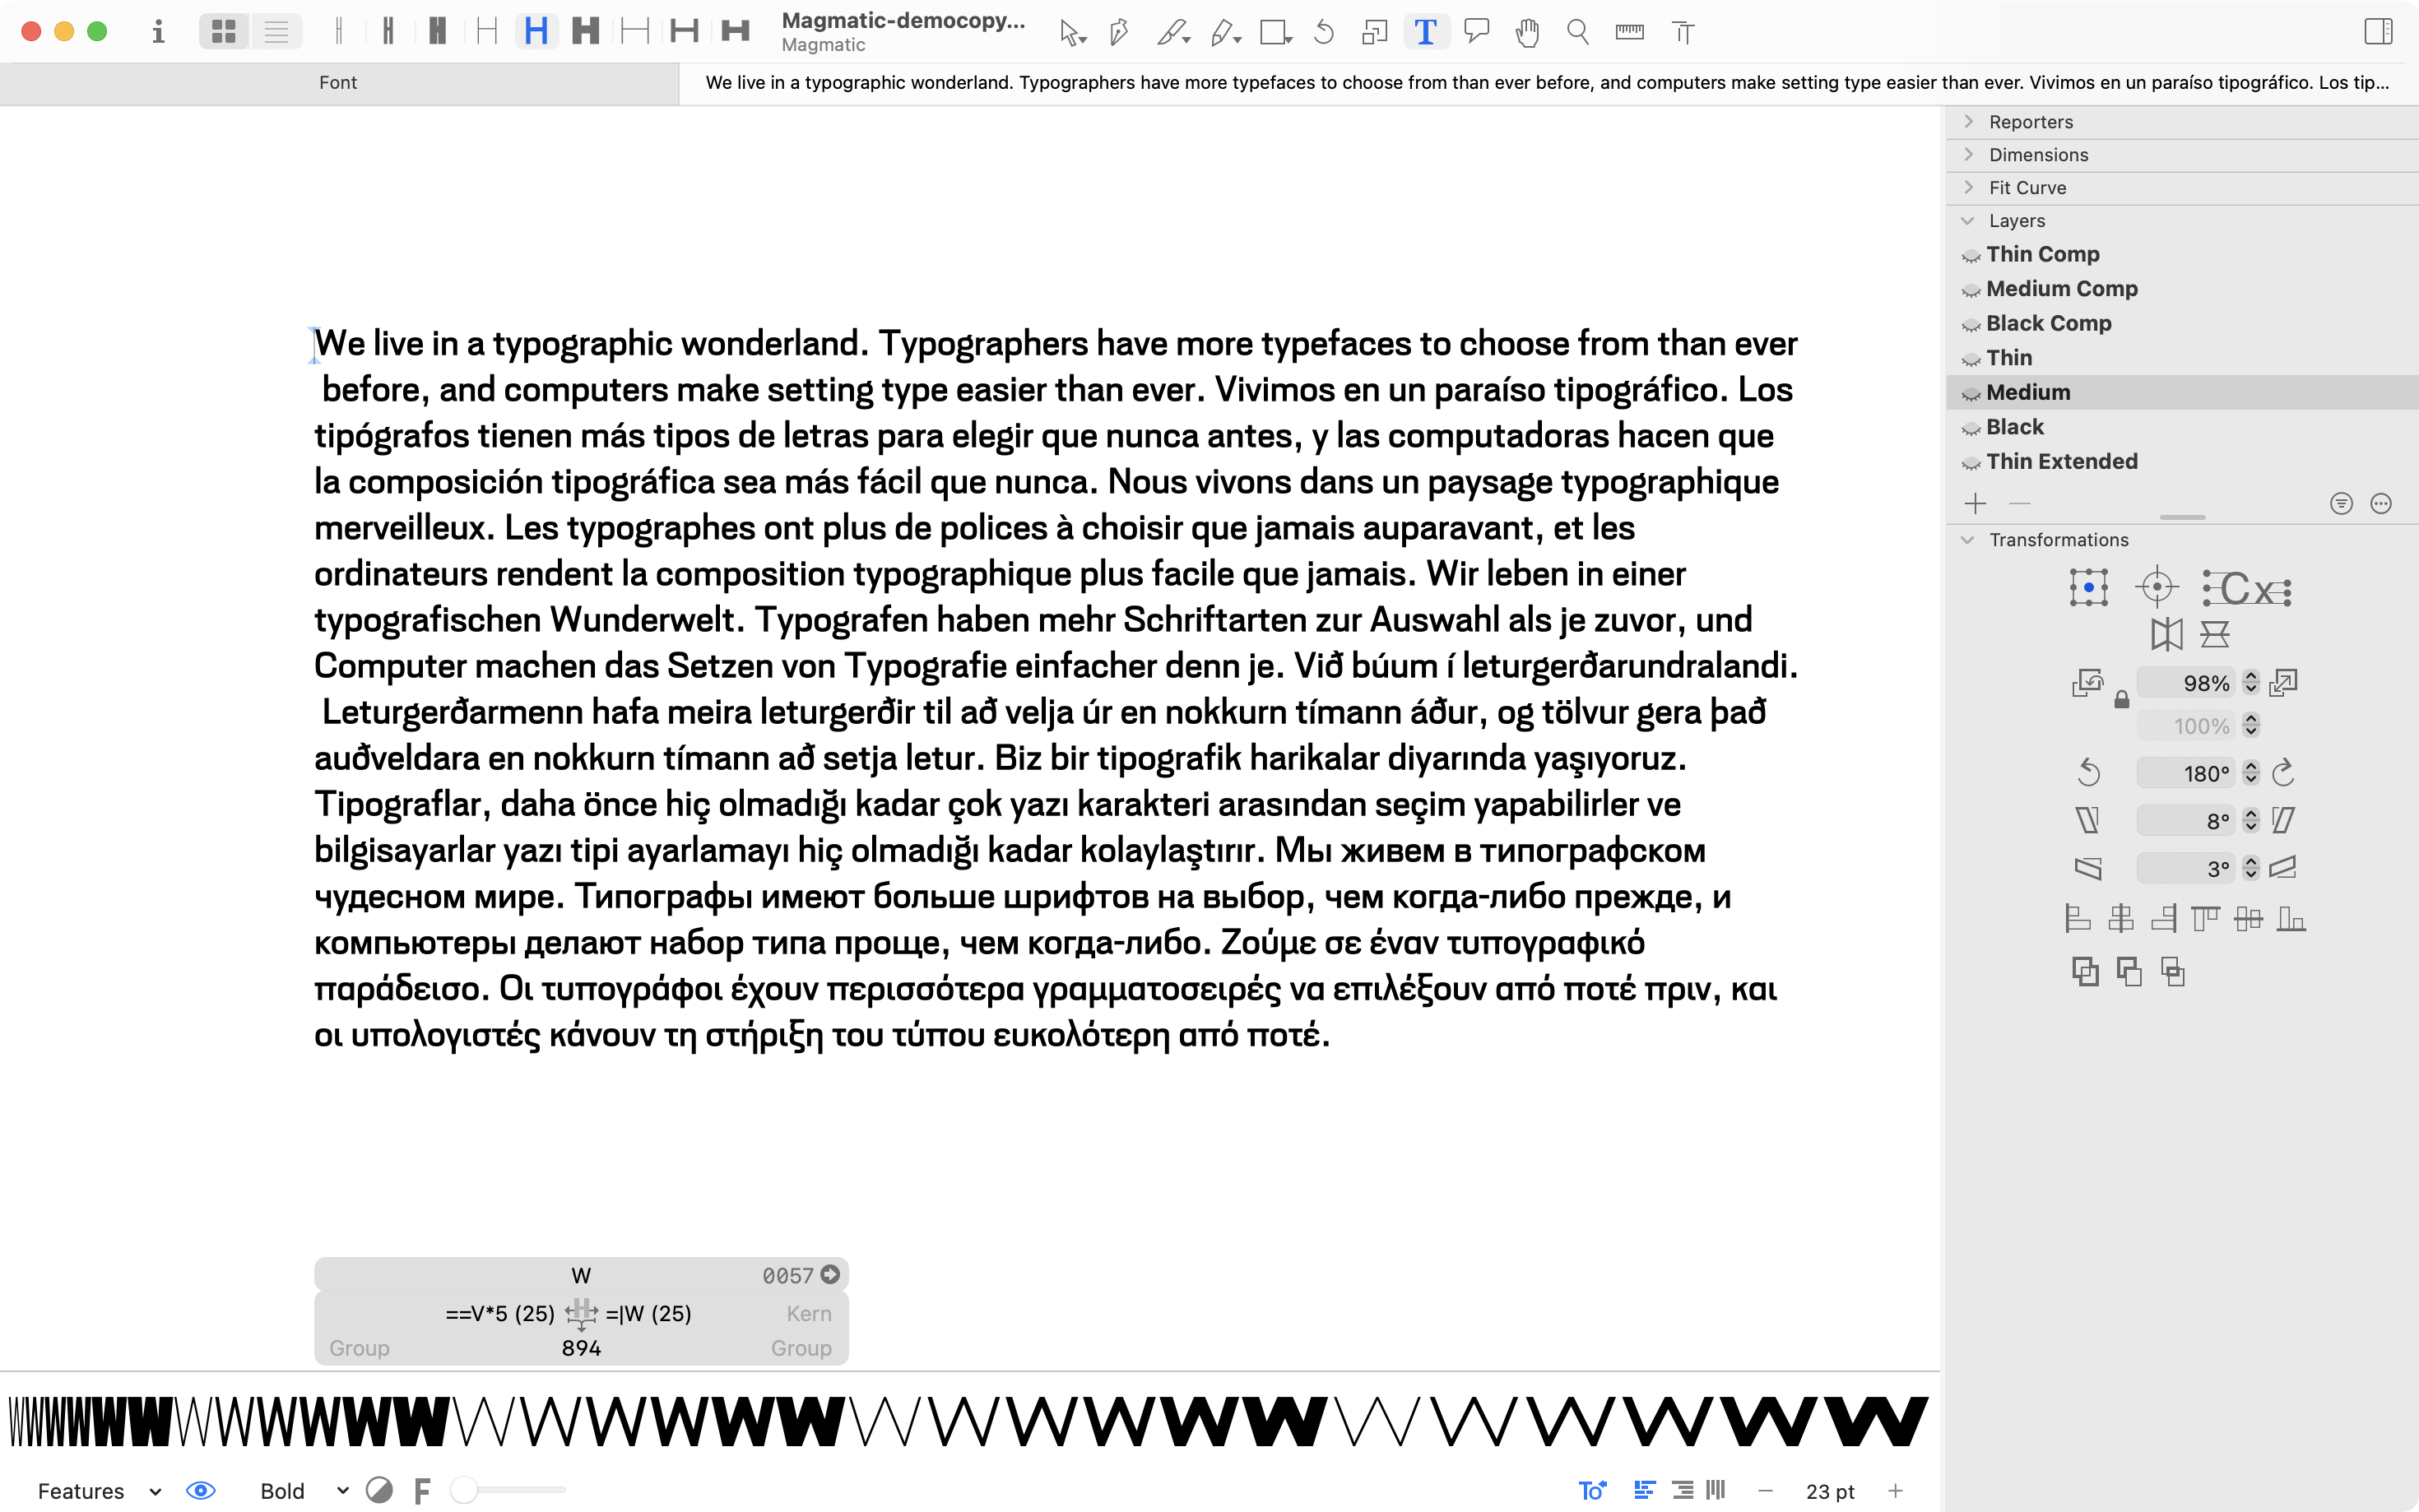 Magmatic-democopy...
Magmatic
Font
We live in a typographic wonderland. Typographers have more typefaces to choose from than ever before, and computers make setting type easier than ever. Vivimos en un paraíso tipográfico. Los tip...
We live in a typographic wonderland. Typographers have more typefaces to choose from than ever
before, and computers make setting type easier than ever. Vivimos en un paraíso tipográfico. Los
tipógrafos tienen más tipos de letras para elegir que nunca antes, y las computadoras hacen que
la composición tipográfica sea más fácil que nunca. Nous vivons dans un paysage typographique
merveilleux. Les typographes ont plus de polices à choisir que jamais auparavant, et les
ordinateurs rendent la composition typographique plus facile que jamais. Wir leben in einer
typografischen Wunderwelt. Typografen haben mehr Schriftarten zur Auswahl als je zuvor, und
Computer machen das Setzen von Typografie einfacher denn je. Við búum í leturgerðarundralandi.
Leturgerðarmenn hafa meira leturgerðir til að velja úr en nokkurn tímann áður, og tölvur gera það
auðveldara en nokkurn tímann að setja letur. Biz bir tipografik harikalar diyarında yaşıyoruz.
Tipograflar, daha önce hiç olmadığı kadar çok yazı karakteri arasından seçim yapabilirler ve
bilgisayarlar yazı tipi ayarlamayı hiç olmadığı kadar kolaylaştırır. Мы живем в типографском
чудесном мире. Типографы имеют больше шрифтов на выбор, чем когда-либо прежде, и
компьютеры делают набор типа проще, чем когда-либо. Ζούμε σε έναν τυπογραφικό
παράδεισο. Οι τυπογράφοι έχουν περισσότερα γραμματοσειρές να επιλέξουν από ποτέ πριν, και
οι υπολογιστές κάνουν τη στήριξη του τύπου ευκολότερη από ποτέ.
W 0057
==V*5 (25) =|W (25) Kern
Group 894 Group
WWWWWWWWWWWWWWWWWWWWWWWWWWWWWW
Features Bold F
23 pt
Reporters
Dimensions
Fit Curve
Layers
Thin Comp
Medium Comp
Black Comp
Thin
Medium
Black
Thin Extended
Transformations
Cx
98%
100%
180°
8°
3°